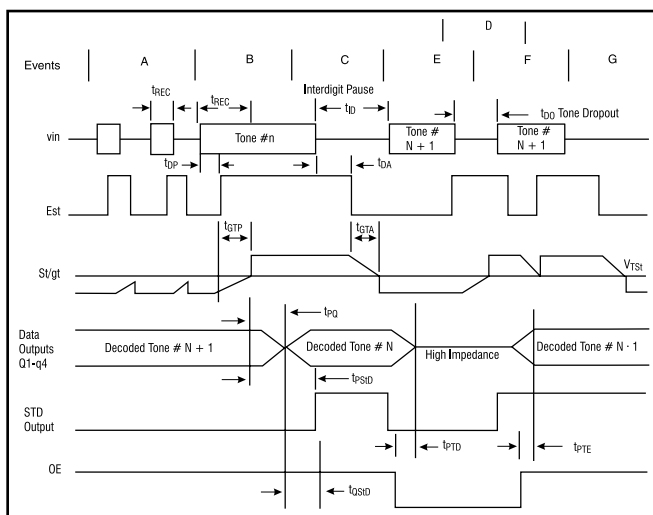 D
Events
A
B
C
E
F
G
tREC
tREC
Interdigit Pause
tID
tDO Tone Dropout
vin
Tone #n
Tone #
N + 1
Tone #
N + 1
tDP
tDA
Est
tGTP
tGTA
St/gt
VTSt
tPQ
Data
Outputs
Q1-q4
Decoded Tone # N + 1
Decoded Tone # N
High Impedance
Decoded Tone # N · 1
tPStD
STD
Output
tPTD
tPTE
OE
tQStD